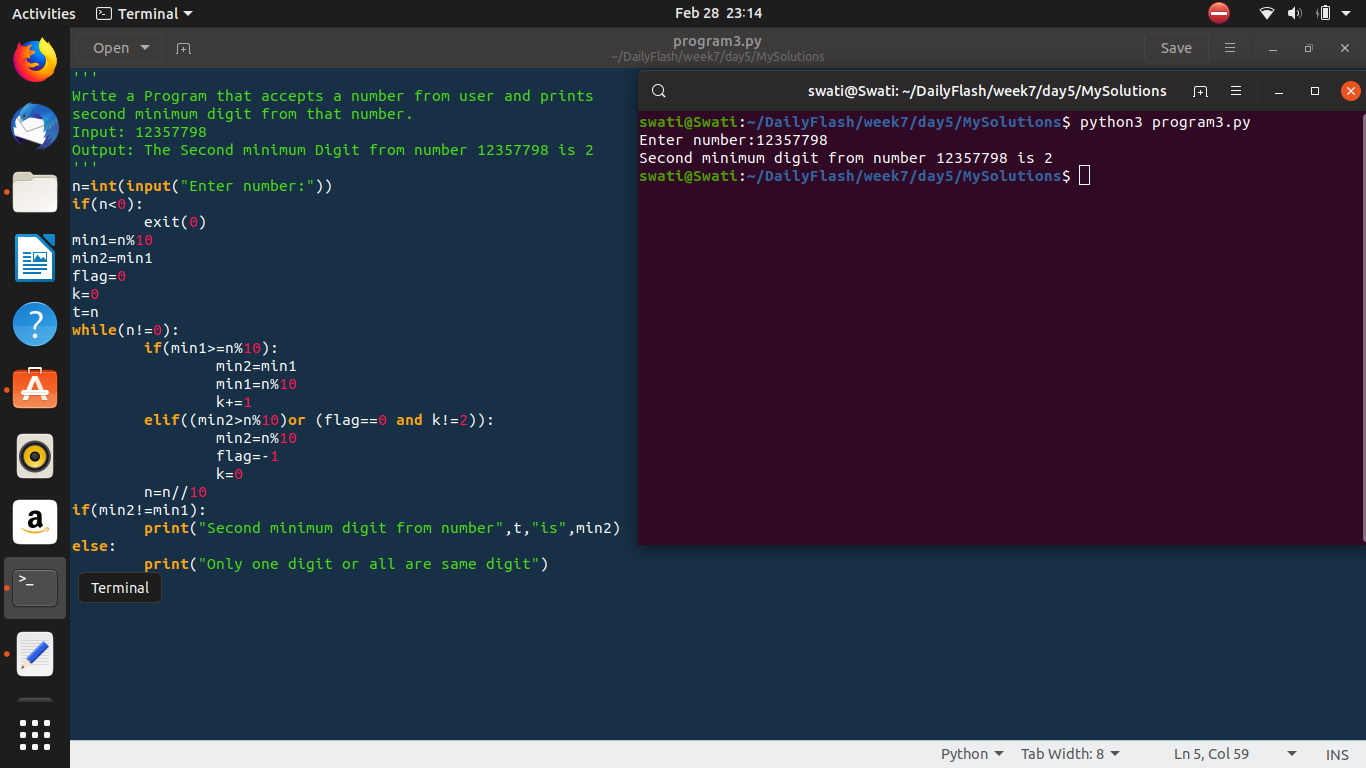 Activities Terminal Feb 28 23:14
Open program3.py Save
~/DailyFlash/week7/day5/MySolutions
'''
Write a Program that accepts a number from user and prints
second minimum digit from that number.
Input: 12357798
Output: The Second minimum Digit from number 12357798 is 2
'''
n=int(input("Enter number:"))
if(n<0):
        exit(0)
min1=n%10
min2=min1
flag=0
k=0
t=n
while(n!=0):
        if(min1>=n%10):
                min2=min1
                min1=n%10
                k+=1
        elif((min2>n%10)or (flag==0 and k!=2)):
                min2=n%10
                flag=-1
                k=0
        n=n//10
if(min2!=min1):
        print("Second minimum digit from number",t,"is",min2)
else:
        print("Only one digit or all are same digit")
Terminal
swati@Swati: ~/DailyFlash/week7/day5/MySolutions
swati@Swati:~/DailyFlash/week7/day5/MySolutions$ python3 program3.py
Enter number:12357798
Second minimum digit from number 12357798 is 2
swati@Swati:~/DailyFlash/week7/day5/MySolutions$
?
a
>_
Python Tab Width: 8 Ln 5, Col 59 INS